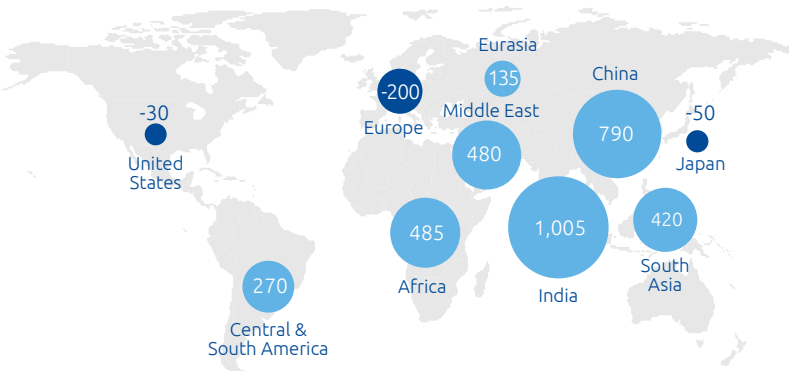 Eurasia
135
China
790
-30
United
States
-200
Europe
Middle East
480
-50
Japan
485
Africa
1,005
India
420
South
Asia
270
Central &
South America